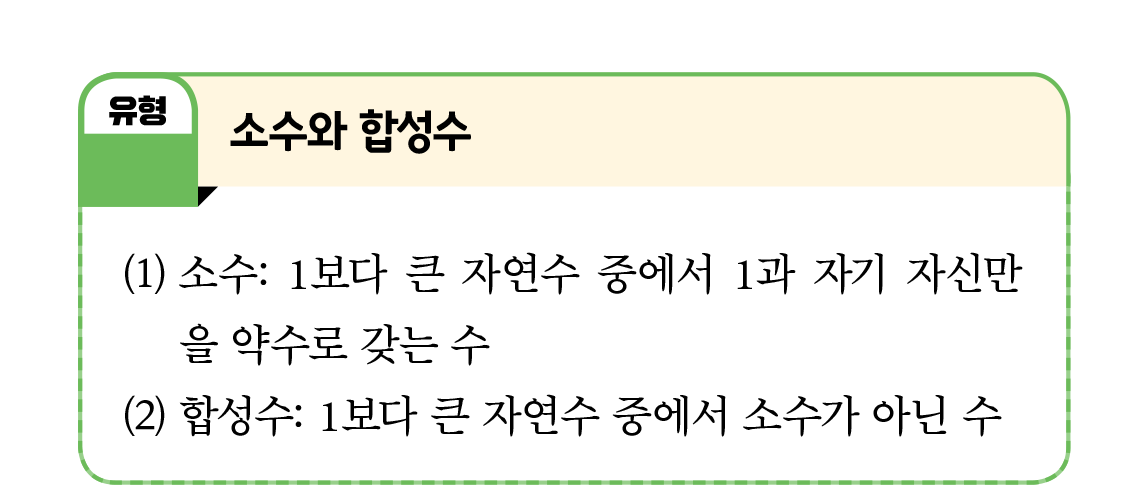 유형
소수와 합성수
(1) 소수: 1보다 큰 자연수 중에서 1과 자기 자신만
을 약수로 갖는 수
(2) 합성수: 1보다 큰 자연수 중에서 소수가 아닌 수